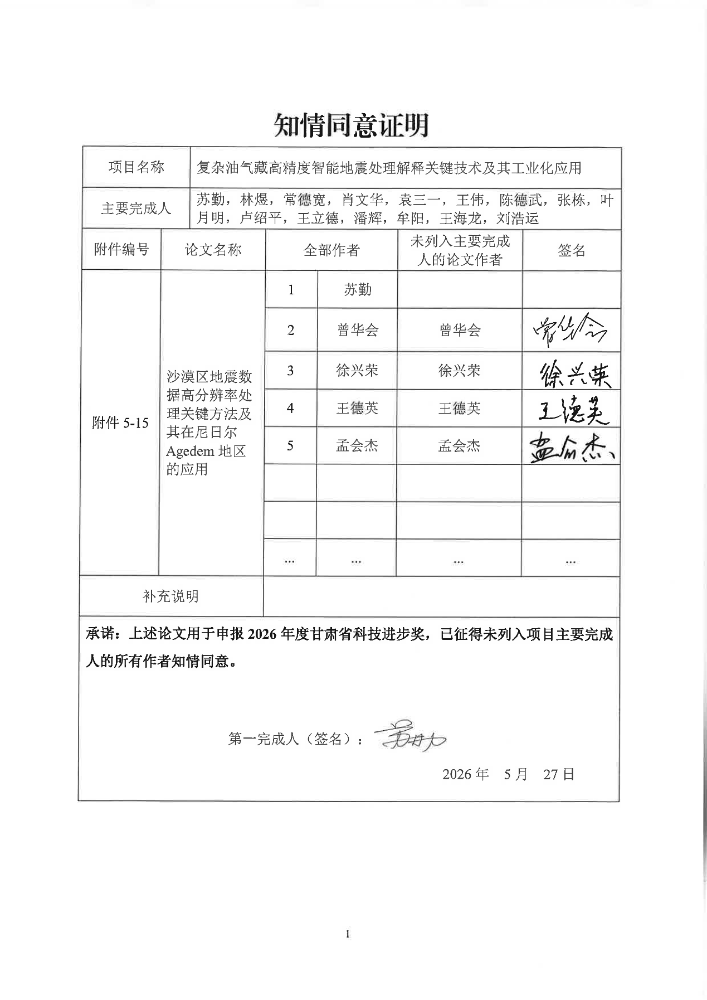 知情同意证明
项目名称
复杂油气藏高精度智能地震处理解释关键技术及其工业化应用
主要完成人
苏勤，林煜，常德宽，肖文华，袁三一，王伟，陈德武，张栋，叶
月明，卢绍平，王立德，潘辉，牟阳，王海龙，刘浩运
附件编号
论文名称
全部作者
未列入主要完成
人的论文作者
签名
附件 5-15
沙漠区地震数
据高分辨率处
理关键方法及
其在尼日尔
Agedem 地区
的应用
1 苏勤
2 曾华会 曾华会 曾华会
3 徐兴荣 徐兴荣 徐兴荣
4 王德英 王德英 王德英
5 孟会杰 孟会杰 孟会杰
... ... ... ...
补充说明
承诺：上述论文用于申报 2026 年度甘肃省科技进步奖，已征得未列入项目主要完成
人的所有作者知情同意。
第一完成人（签名）： 苏勤
2026 年 5 月 27 日
1